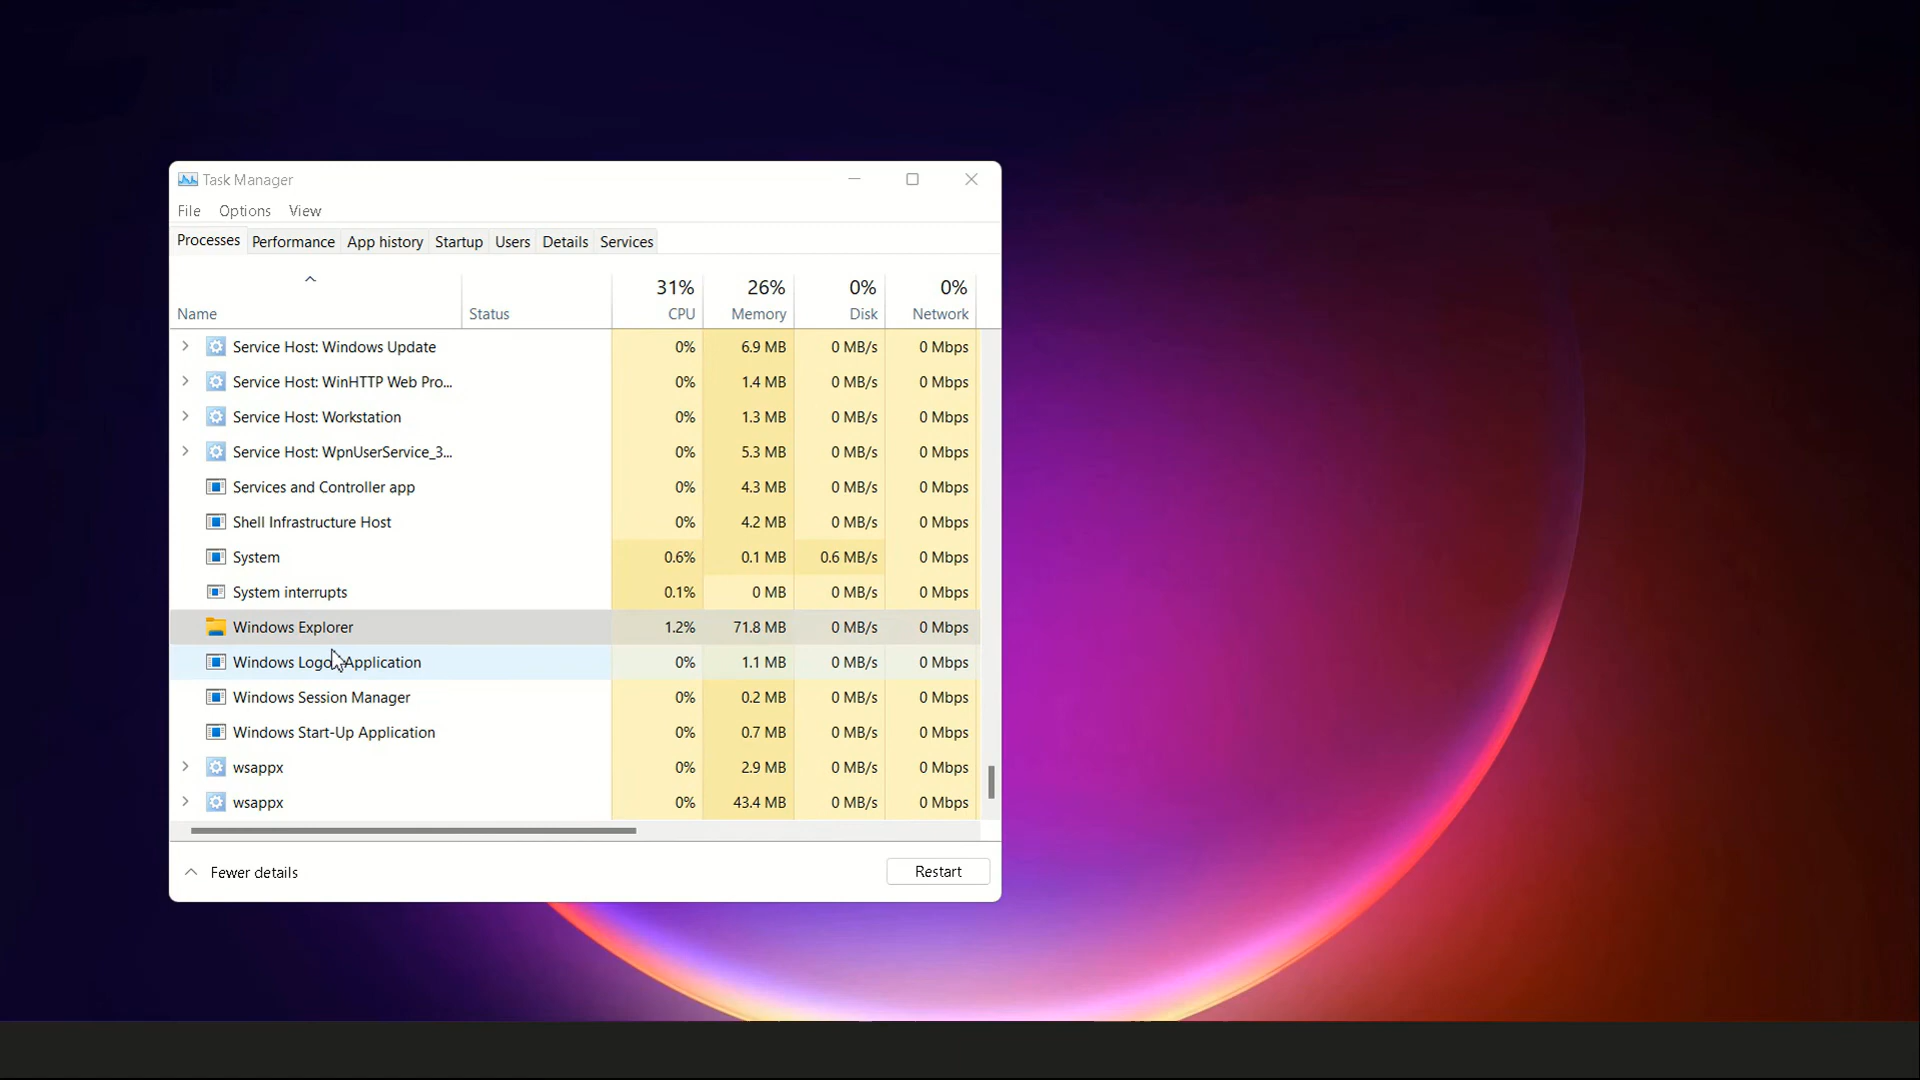 Task Manager
File Options View
Processes Performance App history Startup Users Details Services
31% 26% 0% 0%
Name Status CPU Memory Disk Network
Service Host: Windows Update 0% 6.9 MB 0 MB/s 0 Mbps
Service Host: WinHTTP Web Pro... 0% 1.4 MB 0 MB/s 0 Mbps
Service Host: Workstation 0% 1.3 MB 0 MB/s 0 Mbps
Service Host: WpnUserService_3... 0% 5.3 MB 0 MB/s 0 Mbps
Services and Controller app 0% 4.3 MB 0 MB/s 0 Mbps
Shell Infrastructure Host 0% 4.2 MB 0 MB/s 0 Mbps
System 0.6% 0.1 MB 0.6 MB/s 0 Mbps
System interrupts 0.1% 0 MB 0 MB/s 0 Mbps
Windows Explorer 1.2% 71.8 MB 0 MB/s 0 Mbps
Windows Logon Application 0% 1.1 MB 0 MB/s 0 Mbps
Windows Session Manager 0% 0.2 MB 0 MB/s 0 Mbps
Windows Start-Up Application 0% 0.7 MB 0 MB/s 0 Mbps
wsappx 0% 2.9 MB 0 MB/s 0 Mbps
wsappx 0% 43.4 MB 0 MB/s 0 Mbps
Fewer details Restart